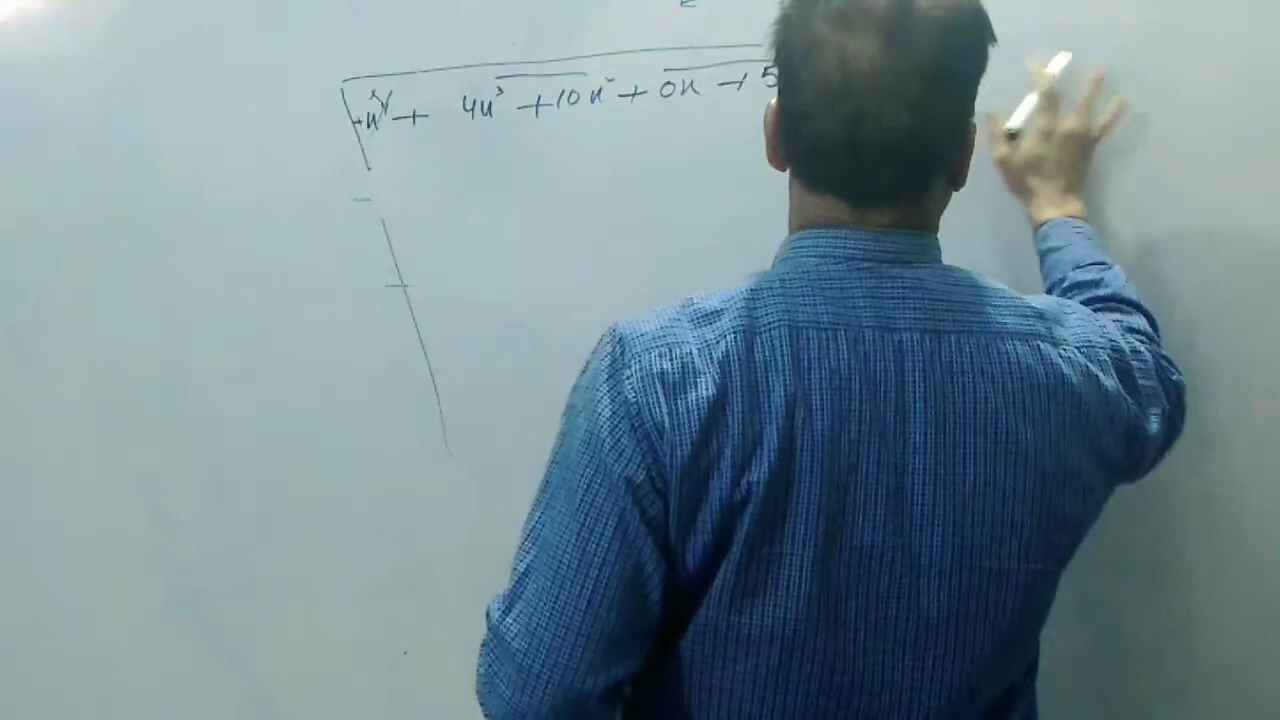 x⁴ + 4x³ + 10x² + 0x + 5